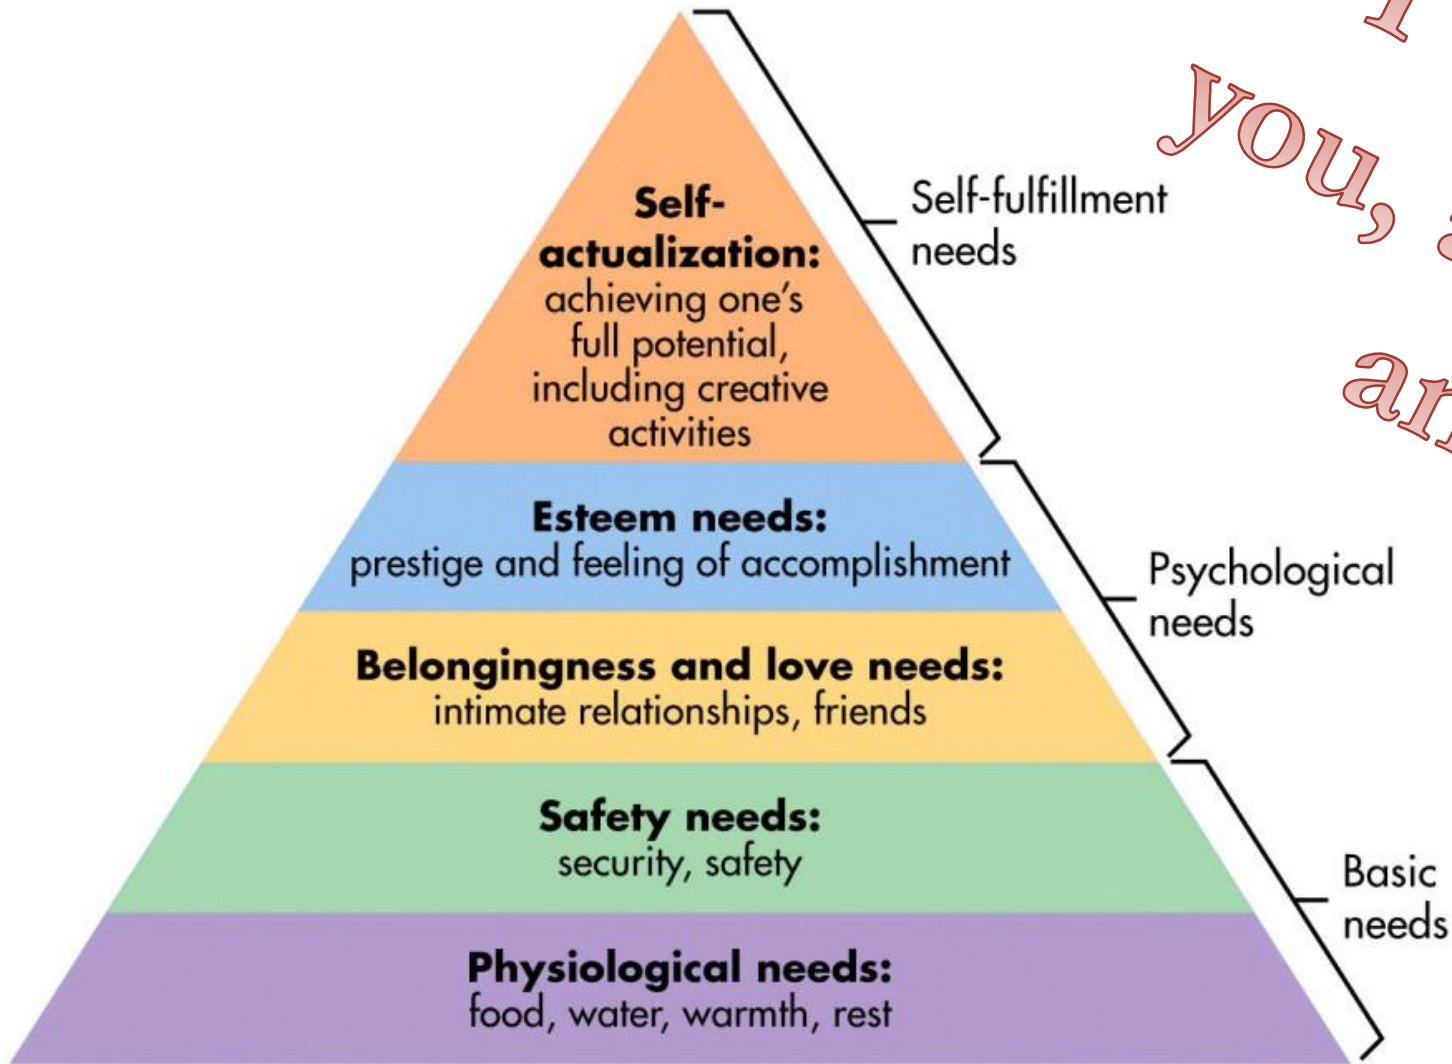 Self-
actualization:
achieving one's
full potential,
including creative
activities
Self-fulfillment
needs
you,
Esteem needs:
prestige and feeling of accomplishment
Psychological
needs
Belongingness and love needs:
intimate relationships, friends
Safety needs:
security, safety
Basic
needs
Physiological needs:
food, water, warmth, rest